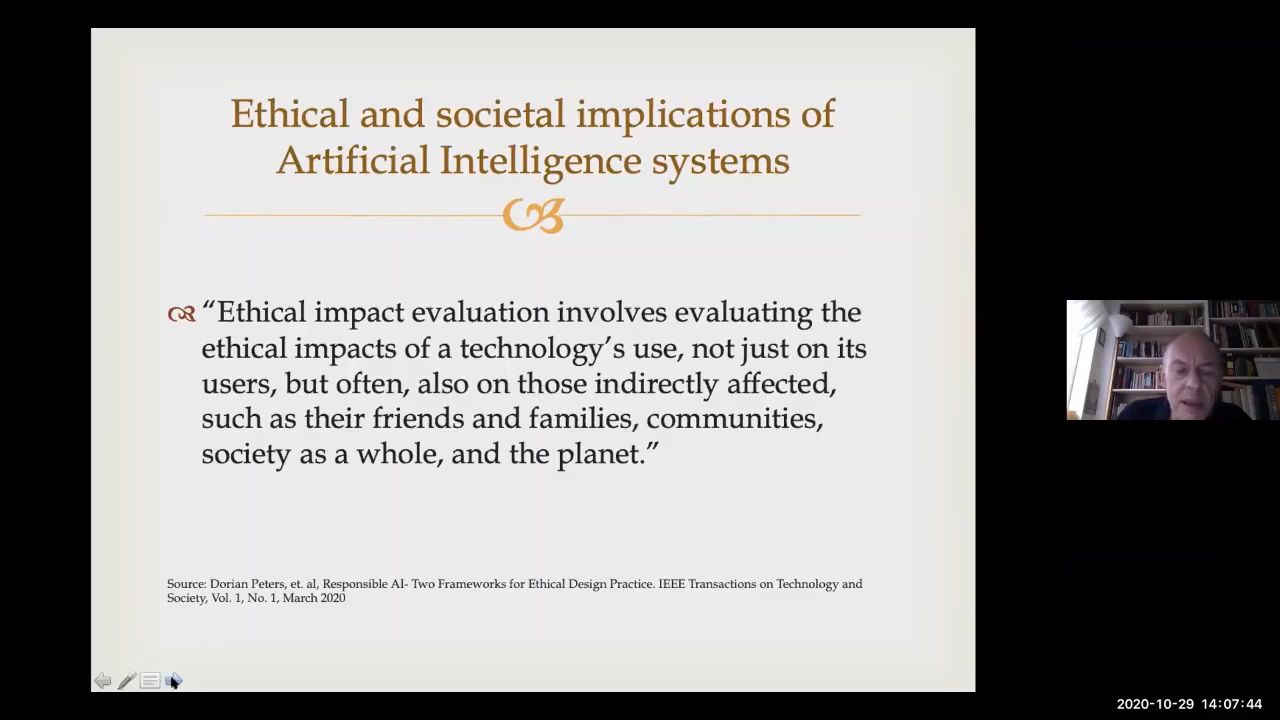 Ethical and societal implications of
Artificial Intelligence systems
“Ethical impact evaluation involves evaluating the
ethical impacts of a technology’s use, not just on its
users, but often, also on those indirectly affected,
such as their friends and families, communities,
society as a whole, and the planet.”
Source: Dorian Peters, et. al, Responsible AI- Two Frameworks for Ethical Design Practice. IEEE Transactions on Technology and
Society, Vol. 1, No. 1, March 2020
2020-10-29 14:07:44